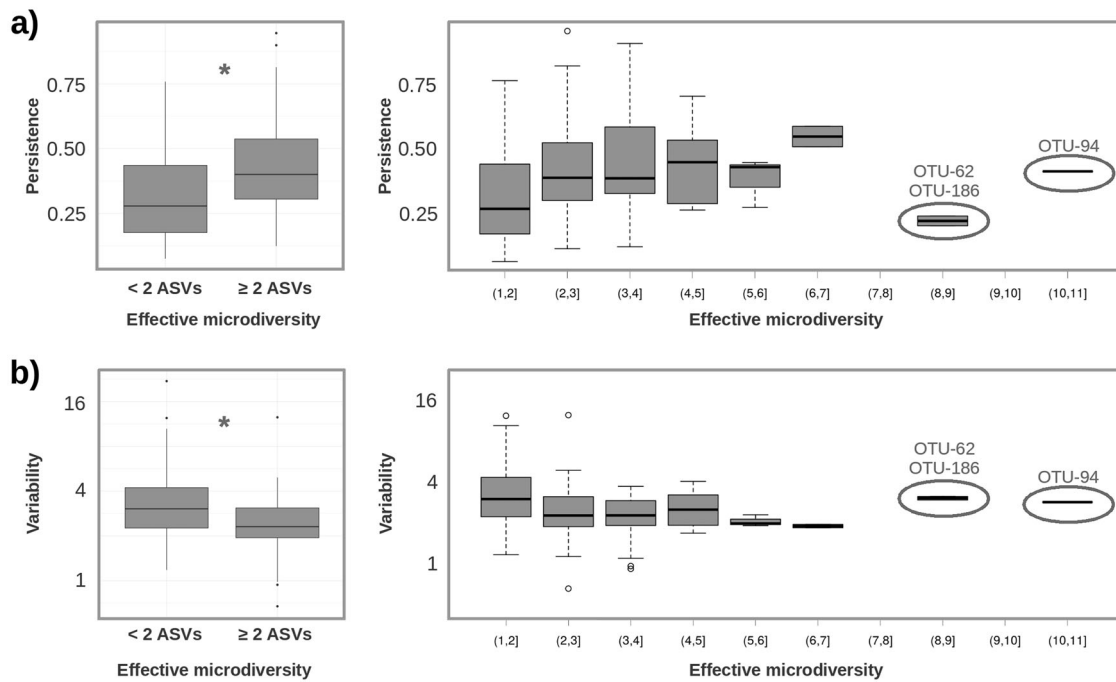 a)
Persistence
0.75
0.50
0.25
*
< 2 ASVs ≥ 2 ASVs
Effective microdiversity
Persistence
0.75
0.50
0.25
OTU-62
OTU-186
OTU-94
(1,2] (2,3] (3,4] (4,5] (5,6] (6,7] (7,8] (8,9] (9,10] (10,11]
Effective microdiversity
b)
Variability
16
4
1
*
< 2 ASVs ≥ 2 ASVs
Effective microdiversity
Variability
16
4
1
OTU-62
OTU-186
OTU-94
(1,2] (2,3] (3,4] (4,5] (5,6] (6,7] (7,8] (8,9] (9,10] (10,11]
Effective microdiversity